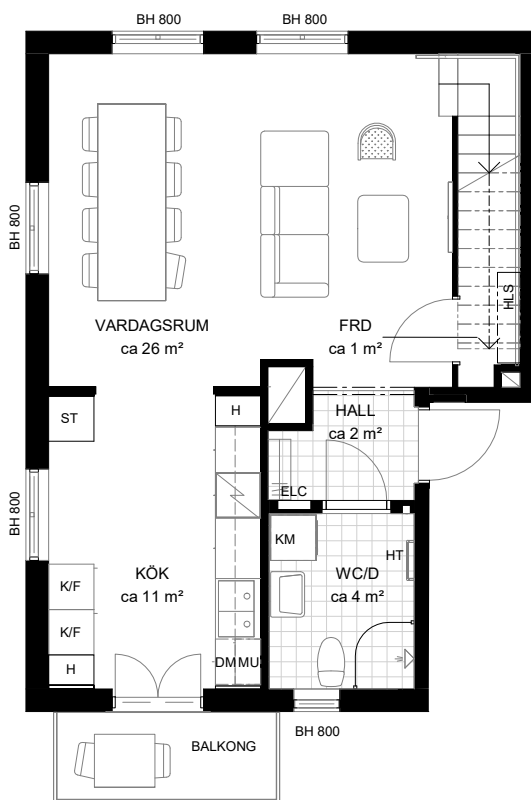 BH 800
BH 800
BH 800
HLS
VARDAGSRUM
ca 26 m²
FRD
ca 1 m²
ST
H
HALL
ca 2 m²
ELC
BH 800
KM
HT
K/F
KÖK
ca 11 m²
WC/D
ca 4 m²
K/F
H
DM
MU
BH 800
BALKONG